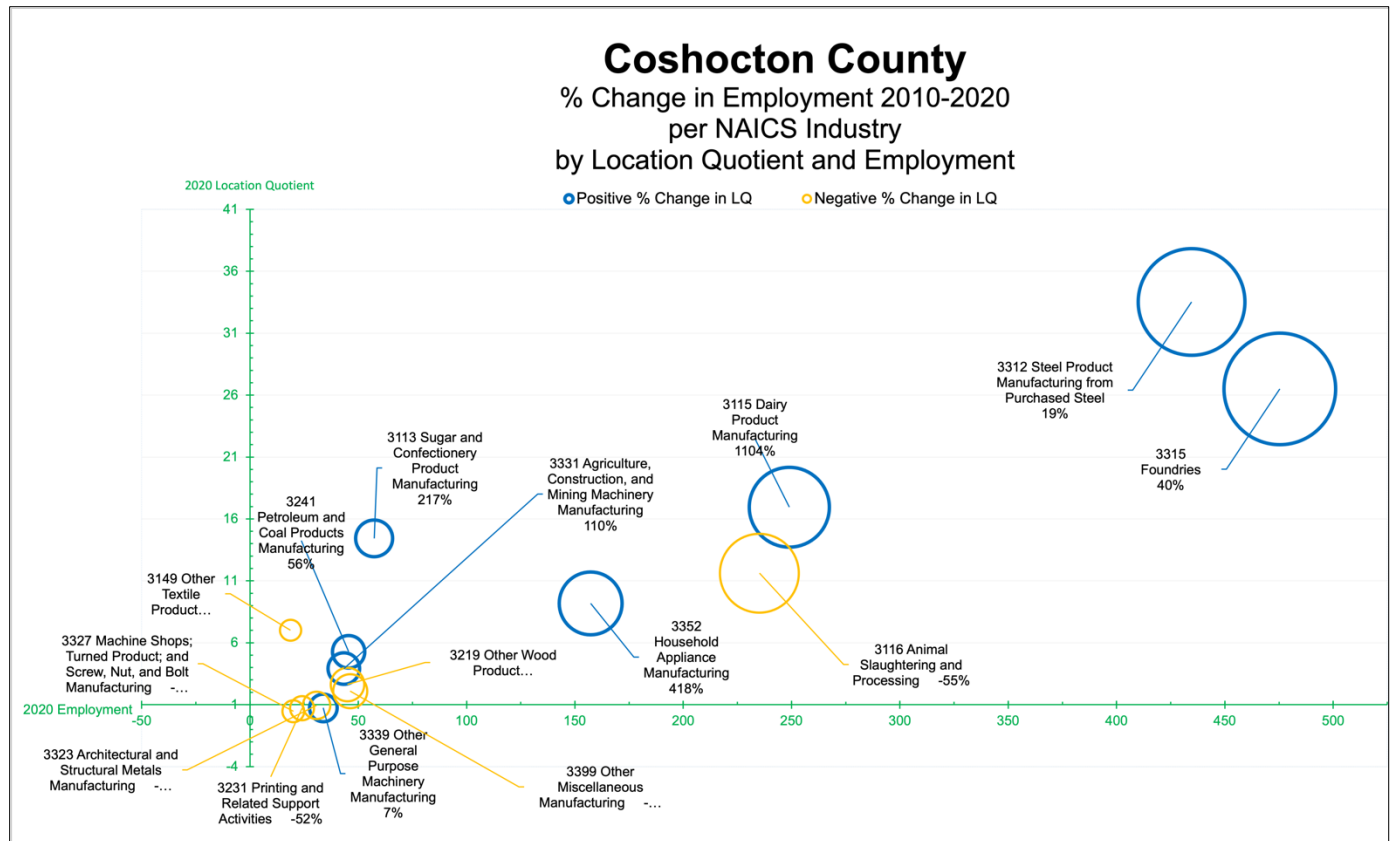 Coshocton County
% Change in Employment 2010-2020
per NAICS Industry
by Location Quotient and Employment
2020 Location Quotient
Positive % Change in LQ
Negative % Change in LQ
41
36
31
26
21
16
11
6
1
-4
3312 Steel Product
Manufacturing from
Purchased Steel
19%
3315
Foundries
40%
3115 Dairy
Product
Manufacturing
1104%
3113 Sugar and
Confectionery
Product
Manufacturing
217%
3331 Agriculture,
Construction, and
Mining Machinery
Manufacturing
110%
3241
Petroleum and
Coal Products
Manufacturing
56%
3149 Other
Textile
Product…
3327 Machine Shops;
Turned Product; and
Screw, Nut, and Bolt
Manufacturing -…
3219 Other Wood
Product…
3352
Household
Appliance
Manufacturing
418%
3116 Animal
Slaughtering and
Processing -55%
2020 Employment
-50 0 50 100 150 200 250 300 350 400 450 500
3323 Architectural and
Structural Metals
Manufacturing -…
3231 Printing and
Related Support
Activities -52%
3339 Other
General
Purpose
Machinery
Manufacturing
7%
3399 Other
Miscellaneous
Manufacturing -…